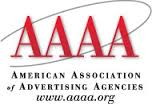 AAAA
AMERICAN ASSOCIATION
of ADVERTISING AGENCIES
www.aaaa.org